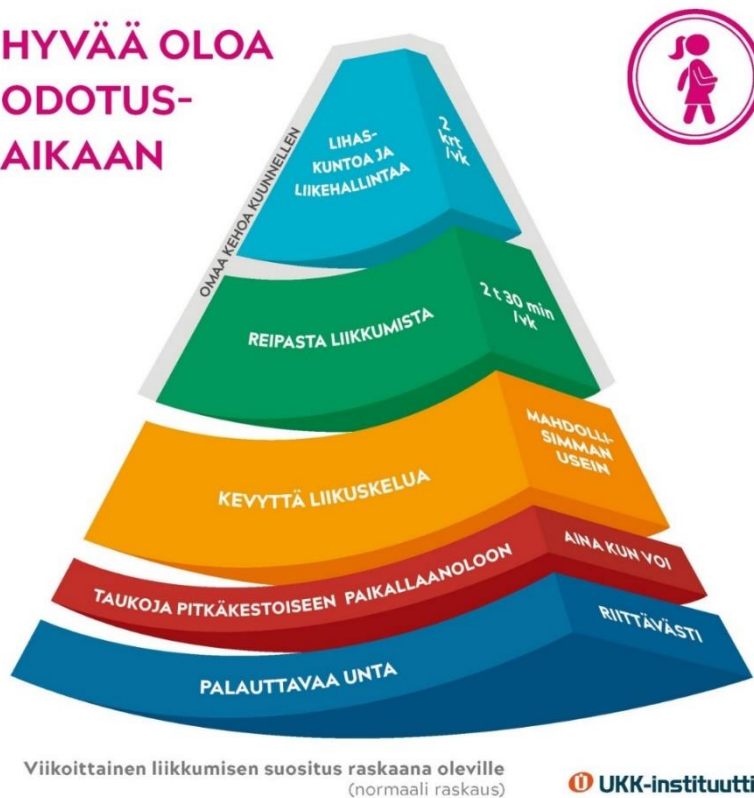 HYVÄÄ OLOA
ODOTUS-
AIKAAN
OMAA KEHOA KUUNNELLEN
LIHAS-
KUNTOA JA
LIIKEHALLINTAA
2
krt
/vk
REIPASTA LIIKKUMISTA
2 t 30 min
/vk
KEVYTTÄ LIIKUSKELUA
MAHDOLLI-
SIMMAN
USEIN
TAUKOJA PITKÄKESTOISEEN PAIKALLAANOLOON
AINA KUN VOI
PALAUTTAVAA UNTA
RIITTÄVÄSTI
Viikoittainen liikkumisen suositus raskaana oleville
(normaali raskaus)
UKK-instituutti